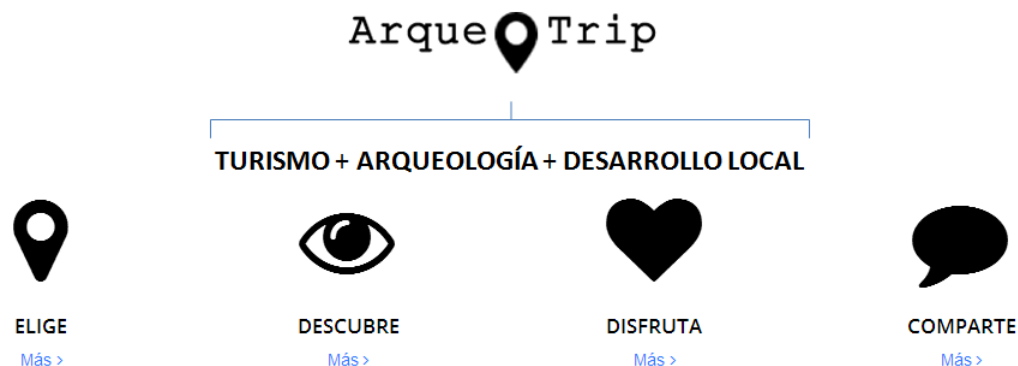 Arque Trip
TURISMO + ARQUEOLOGÍA + DESARROLLO LOCAL
ELIGE DESCUBRE DISFRUTA COMPARTE
Más > Más > Más > Más >